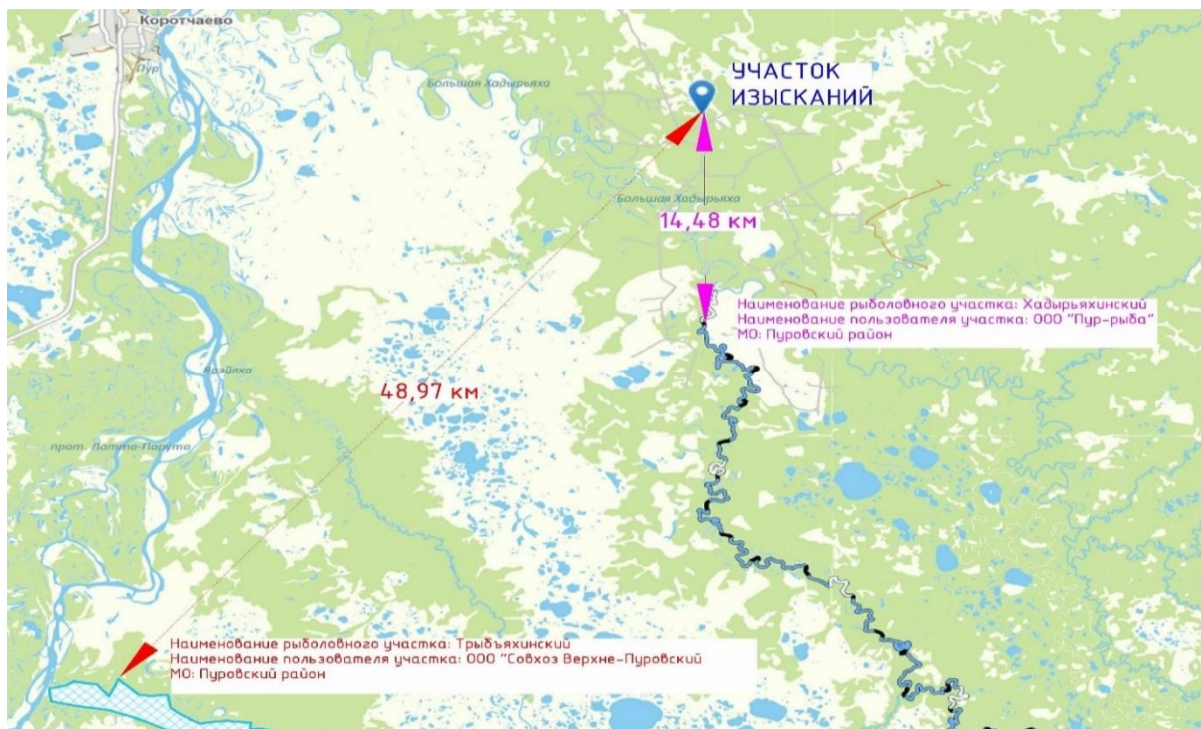 Коротчаево
Пур
Большая Хадырьяха
УЧАСТОК
ИЗЫСКАНИЙ
Большая Хадырьяха
14,48 км
Наименование рыболовного участка: Хадырьяхинский
Наименование пользователя участка: ООО "Пур-рыба"
МО: Пуровский район
Ярэйяха
48,97 км
прот. Латта-Парута
Наименование рыболовного участка: Трыбъяхинский
Наименование пользователя участка: ООО "Совхоз Верхне-Пуровский
МО: Пуровский район